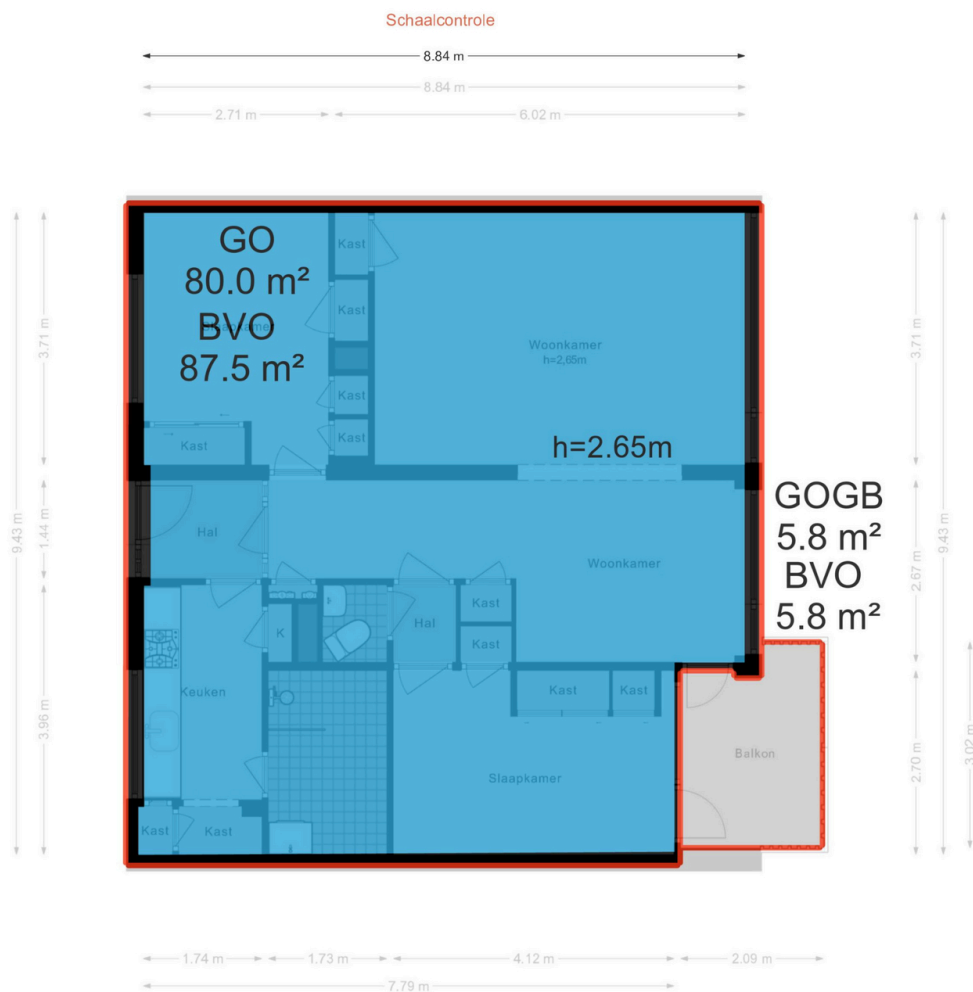 Schaalcontrole
8.84 m
8.84 m
2.71 m
6.02 m
GO
80.0 m²
BVO
87.5 m²
Slaapkamer
Kast
Kast
Kast
Kast
Kast
Woonkamer
h=2,65m
h=2.65m
3.71 m
3.71 m
9.43 m
1.44 m
3.96 m
9.43 m
2.67 m
2.70 m
3.02 m
GOGB
5.8 m²
BVO
5.8 m²
Hal
Woonkamer
Kast
K
Hal
Kast
Keuken
Kast
Kast
Slaapkamer
Balkon
Kast
Kast
1.74 m
1.73 m
4.12 m
2.09 m
7.79 m